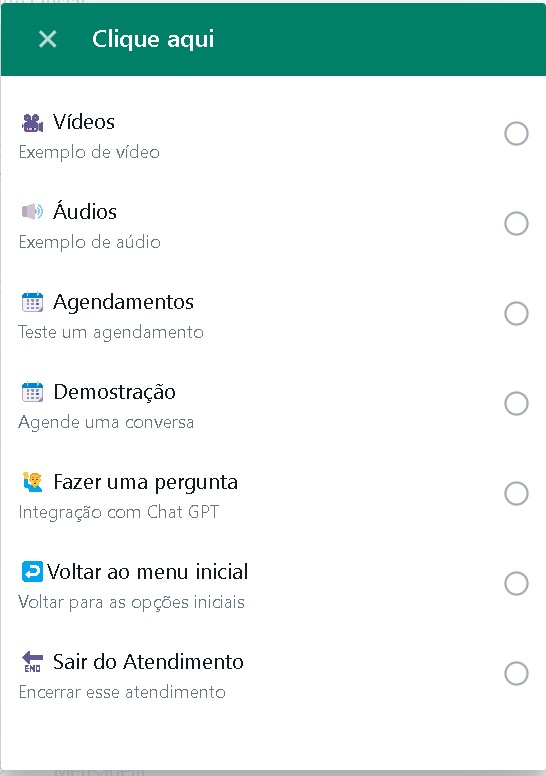 Clique aqui
Vídeos
Exemplo de vídeo
Áudios
Exemplo de aúdio
Agendamentos
Teste um agendamento
Demostração
Agende uma conversa
Fazer uma pergunta
Integração com Chat GPT
Voltar ao menu inicial
Voltar para as opções iniciais
END
Sair do Atendimento
Encerrar esse atendimento
Mensagem